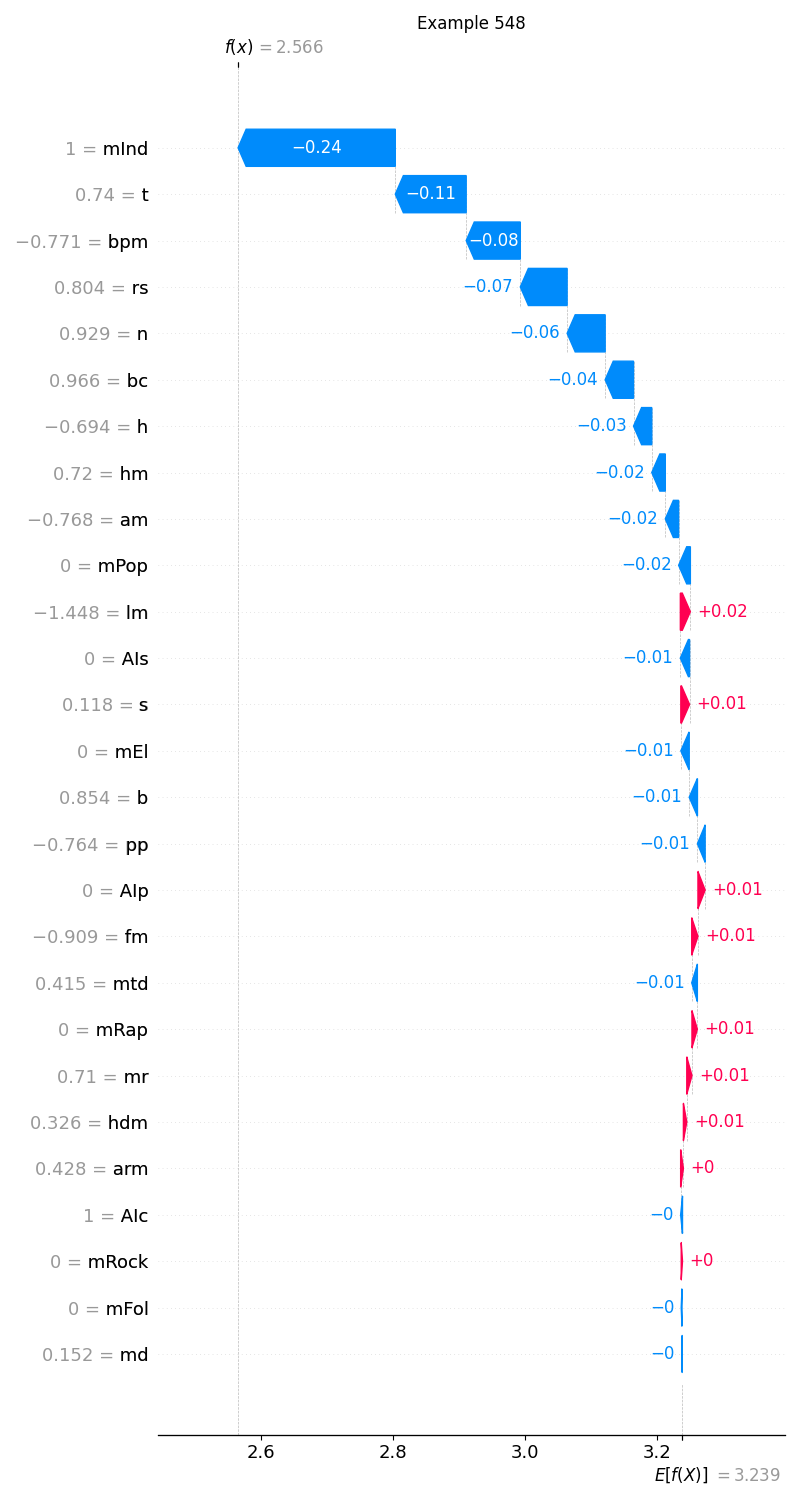 Example 548
f(x) = 2.566
1 = mInd
−0.24
0.74 = t
−0.11
−0.771 = bpm
−0.08
0.804 = rs
−0.07
0.929 = n
−0.06
0.966 = bc
−0.04
−0.694 = h
−0.03
0.72 = hm
−0.02
−0.768 = am
−0.02
0 = mPop
−0.02
−1.448 = lm
+0.02
0 = AIs
−0.01
0.118 = s
+0.01
0 = mEl
−0.01
0.854 = b
−0.01
−0.764 = pp
−0.01
0 = AIp
+0.01
−0.909 = fm
+0.01
0.415 = mtd
−0.01
0 = mRap
+0.01
0.71 = mr
+0.01
0.326 = hdm
+0.01
0.428 = arm
+0
1 = AIc
−0
0 = mRock
+0
0 = mFol
−0
0.152 = md
−0
2.6 2.8 3.0 3.2
E[f(X)] = 3.239